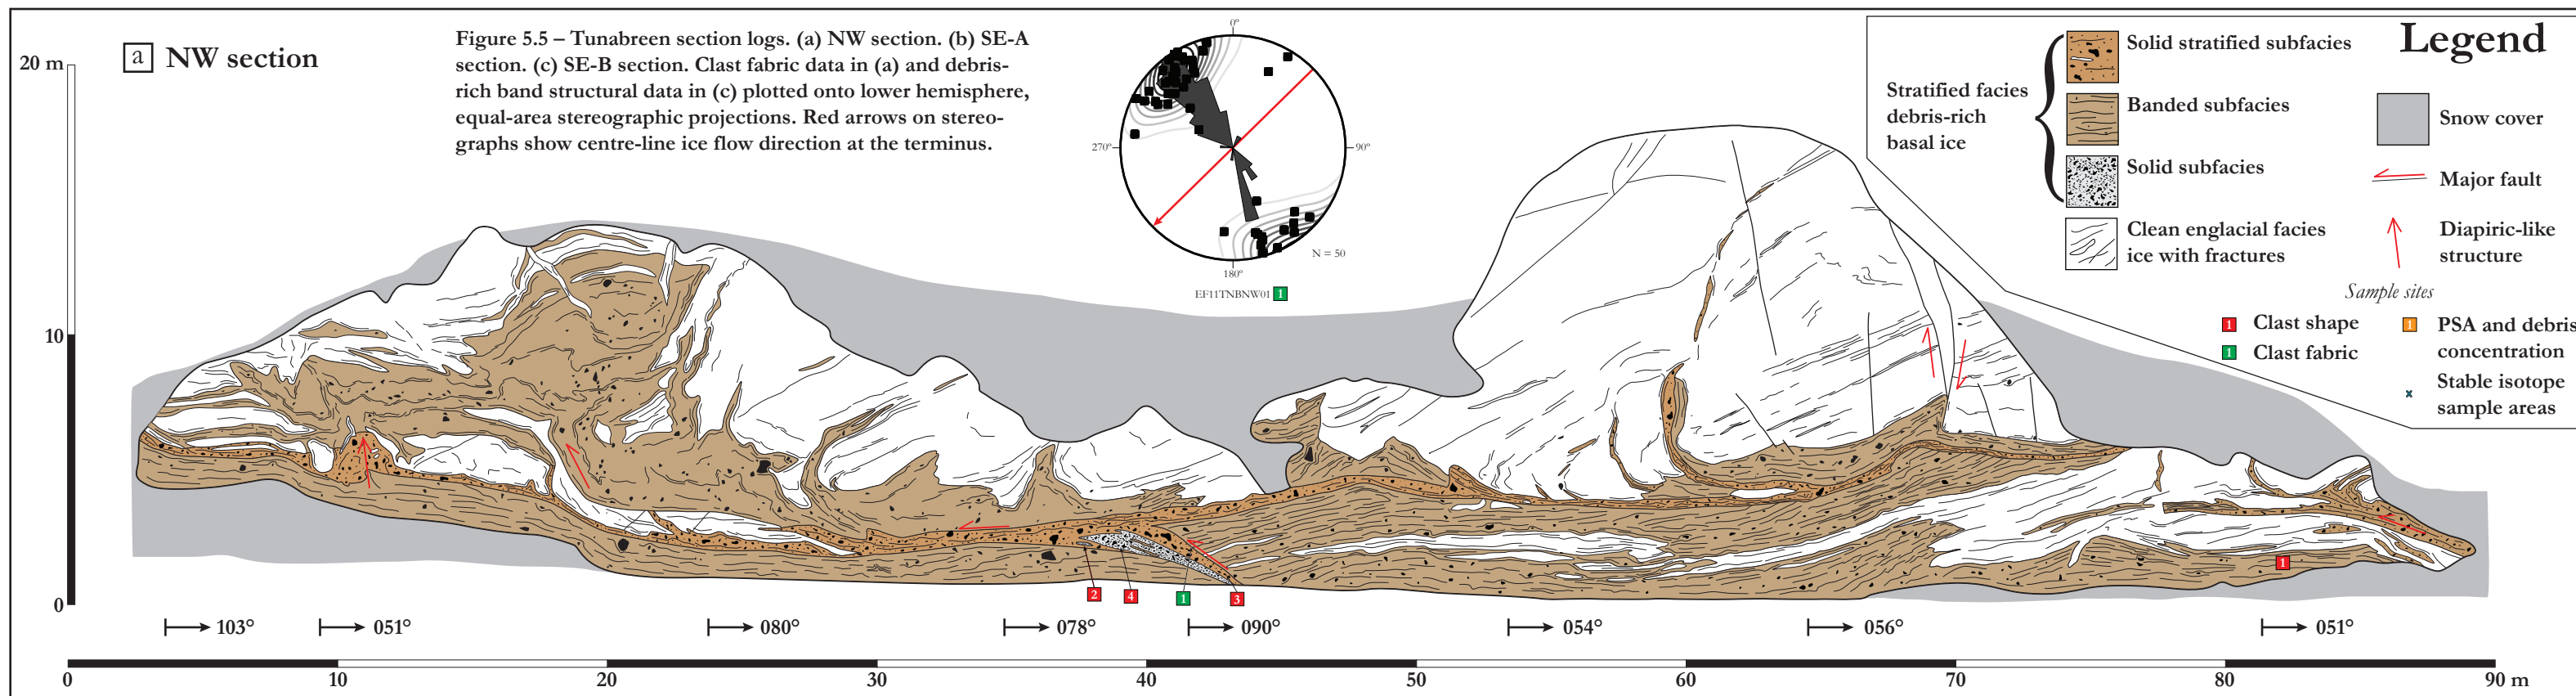 a NW section
Figure 5.5 – Tunabreen section logs. (a) NW section. (b) SE-A
section. (c) SE-B section. Clast fabric data in (a) and debris-
rich band structural data in (c) plotted onto lower hemisphere,
equal-area stereographic projections. Red arrows on stereo-
graphs show centre-line ice flow direction at the terminus.
0º
270º
90º
180º
N = 50
EF11TNBNW01 1
Legend
Stratified facies
debris-rich
basal ice
Solid stratified subfacies
Banded subfacies
Solid subfacies
Clean englacial facies
ice with fractures
Snow cover
Major fault
Diapiric-like
structure
Sample sites
1 Clast shape
1 Clast fabric
1 PSA and debris
concentration
x Stable isotope
sample areas
20 m
10
0
1
2
4
1
3
103°
051°
080°
078°
090°
054°
056°
051°
0
10
20
30
40
50
60
70
80
90 m